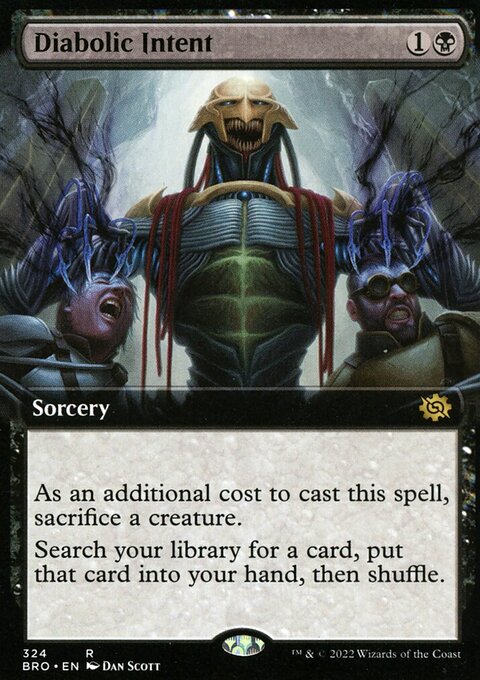 Diabolic Intent 1
Sorcery
As an additional cost to cast this spell,
sacrifice a creature.
Search your library for a card, put
that card into your hand, then shuffle.
324 R
BRO • EN Dan Scott
™ & © 2022 Wizards of the Coast